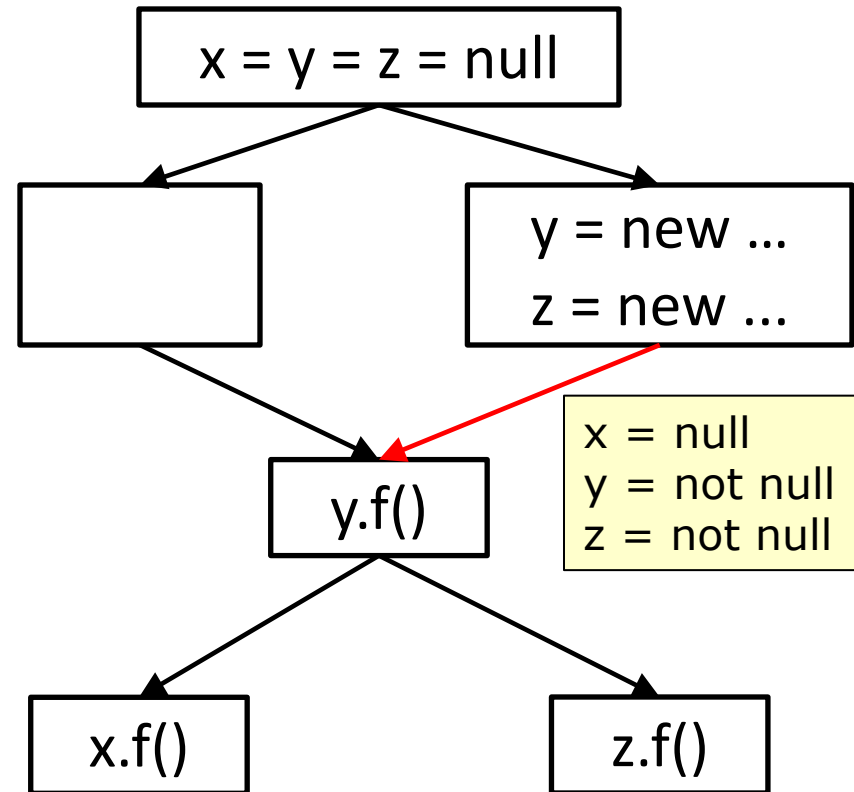 x = y = z = null
y = new ...
z = new ...
x = null
y = not null
z = not null
y.f()
x.f()
z.f()